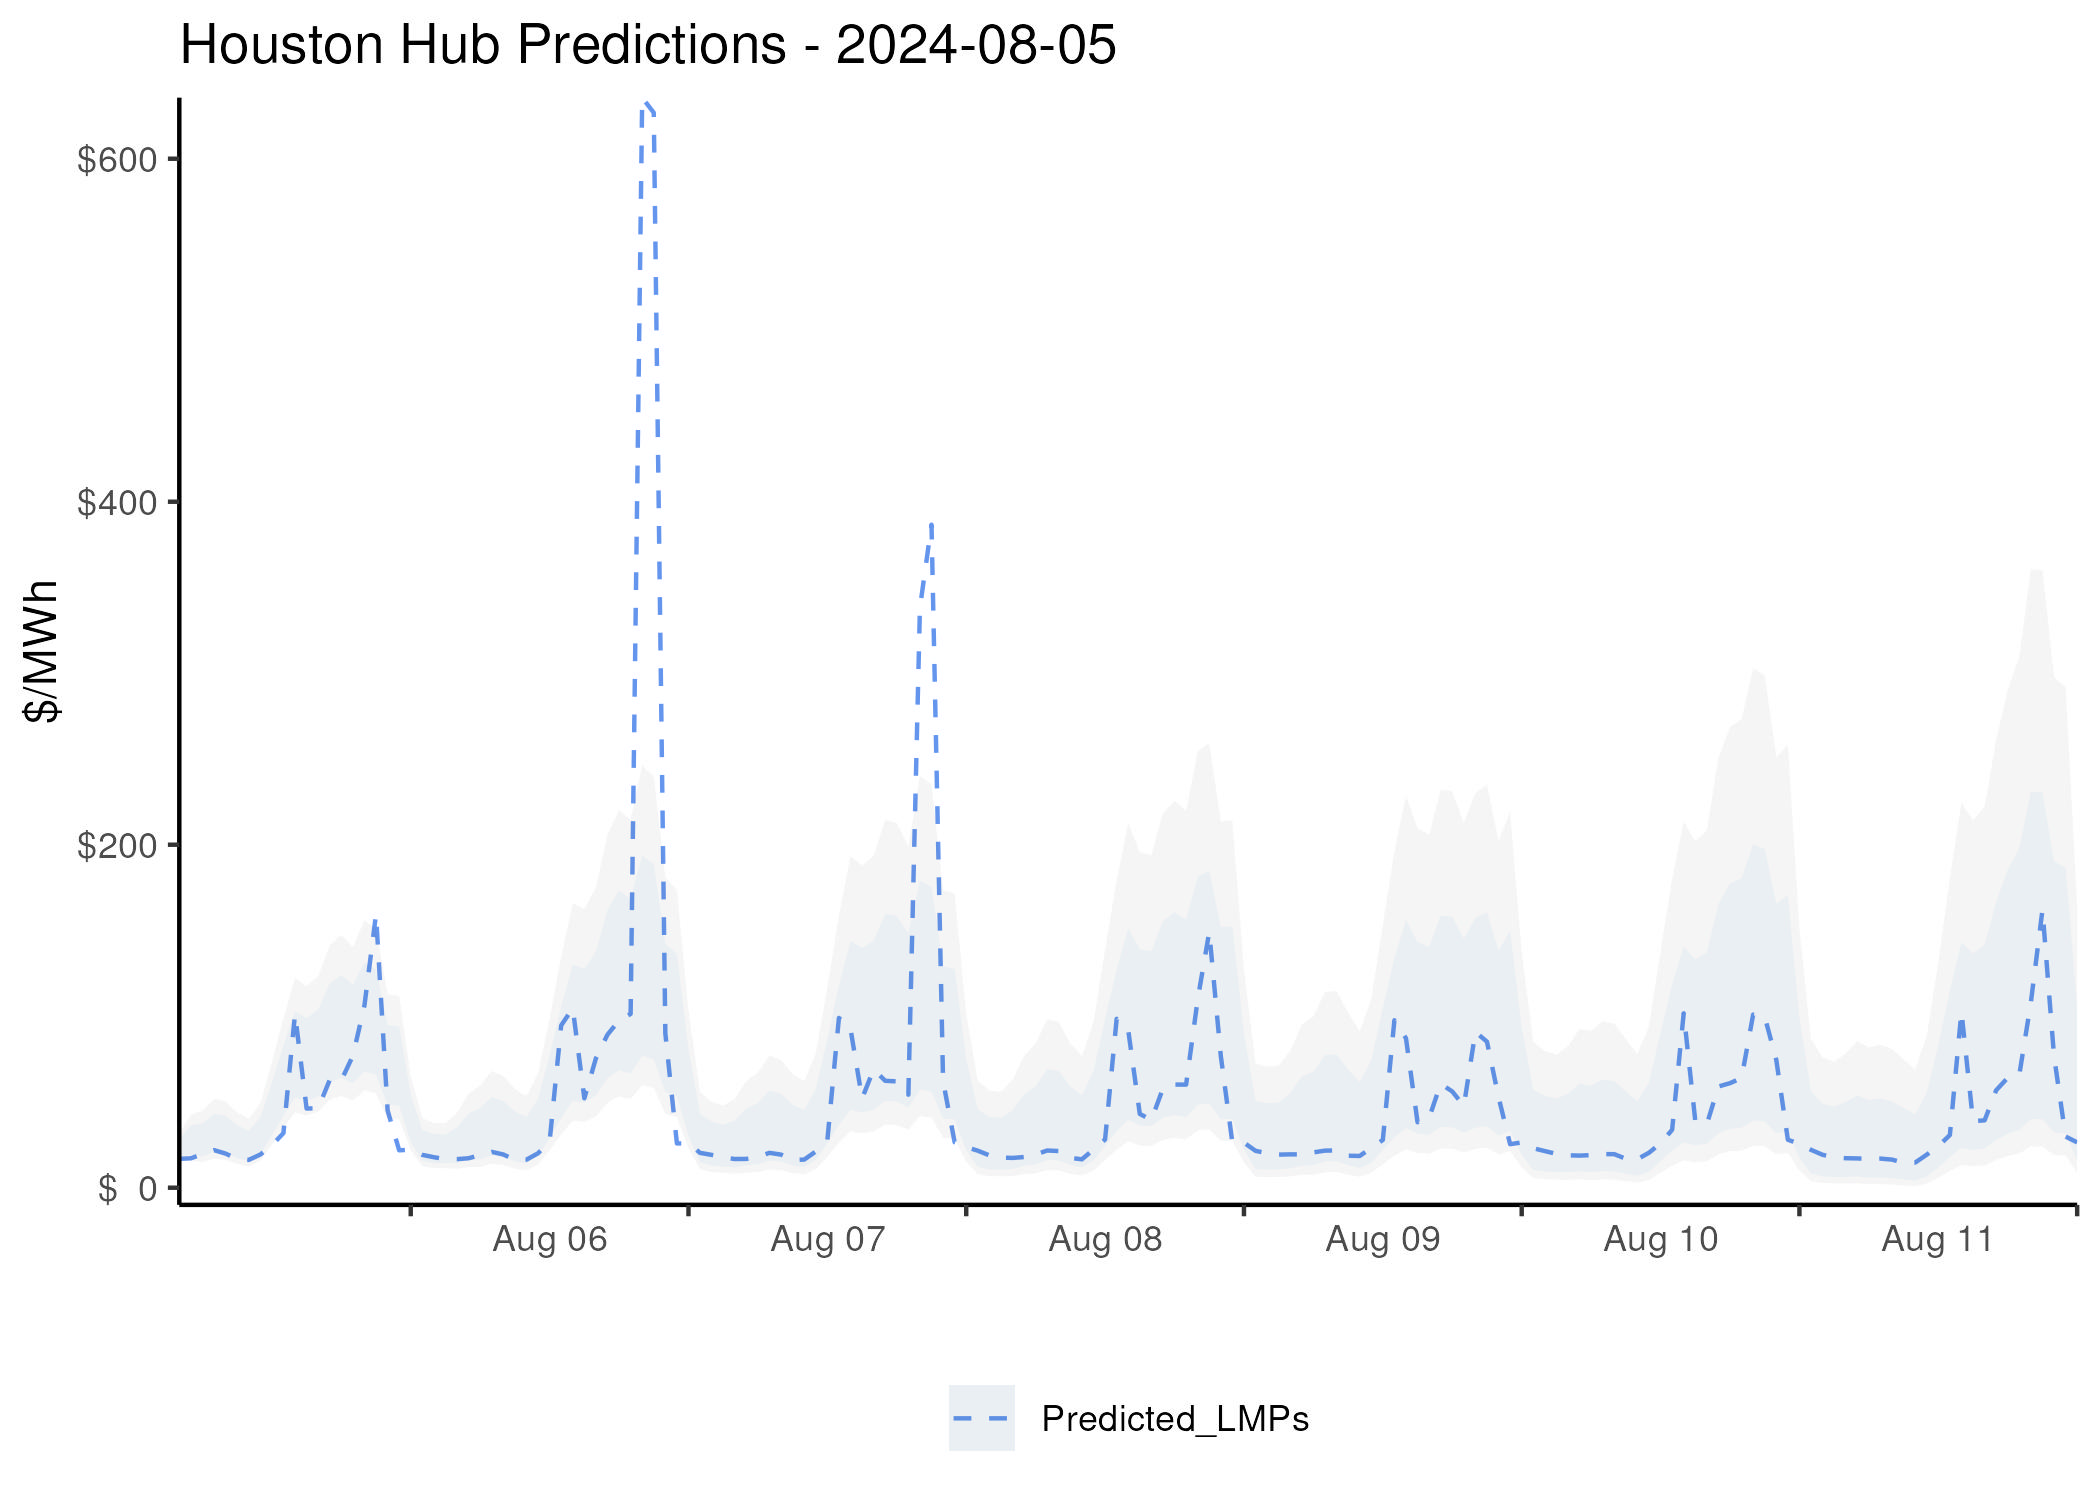 Houston Hub Predictions - 2024-08-05
$600
$400
$200
$ 0
$/MWh
Aug 06
Aug 07
Aug 08
Aug 09
Aug 10
Aug 11
Predicted_LMPs